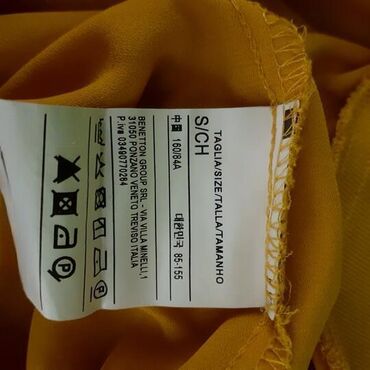 TAGLIA/SIZE/TALLA/TAMANHO
S/CH
中国 160/84A 대한민국 85-155
BENETTON GROUP SRL - VIA VILLA MINELLI,1
31050 PONZANO VENETO TREVISO ITALIA
P.iva 03490770264
P